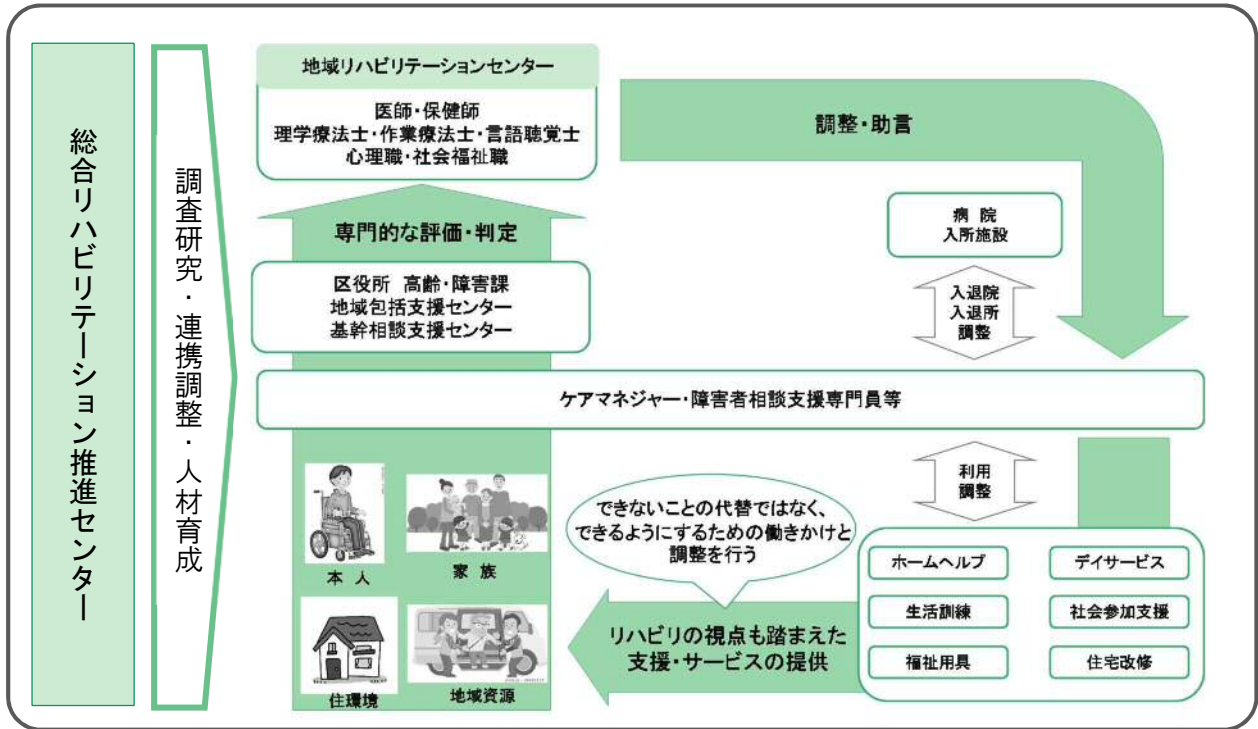 総合リハビリテーション推進センター
調査研究・連携調整・人材育成
地域リハビリテーションセンター
医師・保健師
理学療法士・作業療法士・言語聴覚士
心理職・社会福祉職
調整・助言
専門的な評価・判定
区役所 高齢・障害課
地域包括支援センター
基幹相談支援センター
病 院
入所施設
入退院
入退所
調整
ケアマネジャー・障害者相談支援専門員等
利用
調整
本 人
家 族
住環境
地域資源
できないことの代替ではなく、
できるようにするための働きかけと
調整を行う
リハビリの視点も踏まえた
支援・サービスの提供
ホームヘルプ
デイサービス
生活訓練
社会参加支援
福祉用具
住宅改修